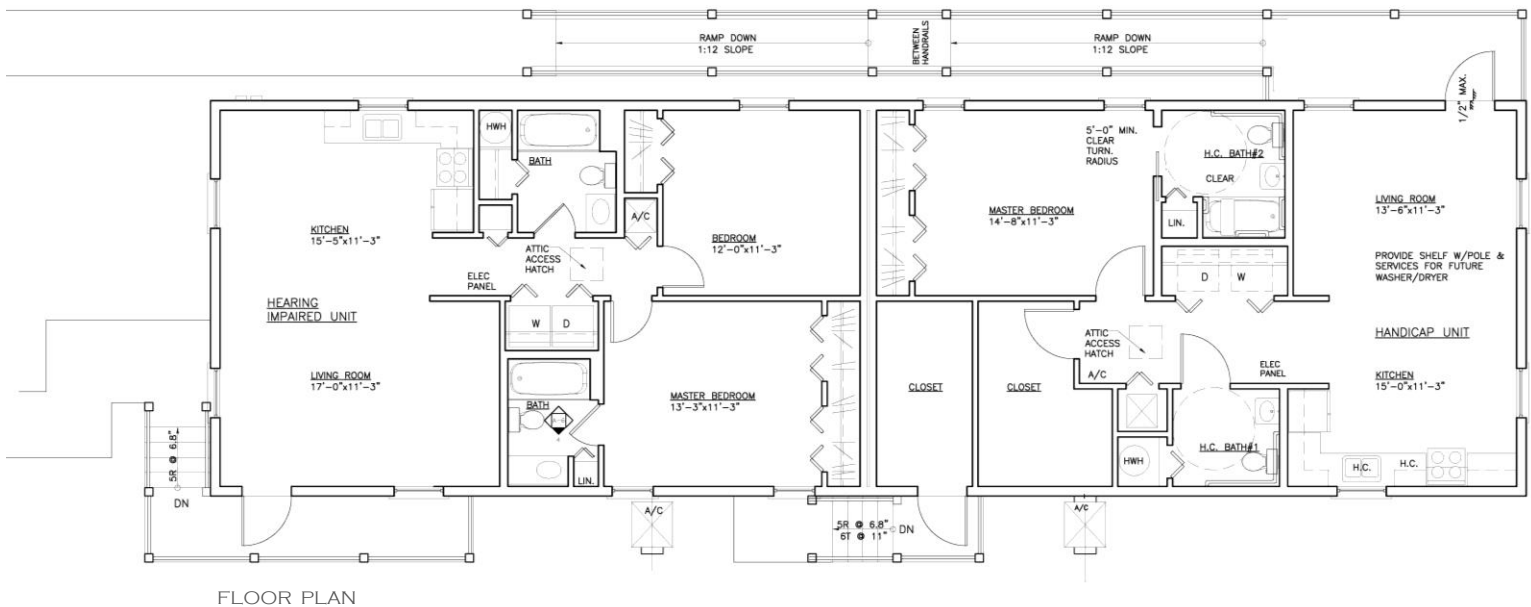 RAMP DOWN
1:12 SLOPE
BETWEEN
HANDRAILS
RAMP DOWN
1:12 SLOPE
1/2" MAX.
HWH
BATH
A/C
KITCHEN
15'-5"x11'-3"
ELEC
PANEL
ATTIC
ACCESS
HATCH
BEDROOM
12'-0"x11'-3"
HEARING
IMPAIRED UNIT
W D
LIVING ROOM
17'-0"x11'-3"
BATH
LIN.
MASTER BEDROOM
13'-3"x11'-3"
5R @ 6.8"
DN
A/C
5R @ 6.8"
6T @ 11"
DN
MASTER BEDROOM
14'-8"x11'-3"
5'-0" MIN.
CLEAR
TURN.
RADIUS
H.C. BATH#2
CLEAR
LIN.
D W
LIVING ROOM
13'-6"x11'-3"
PROVIDE SHELF W/POLE &
SERVICES FOR FUTURE
WASHER/DRYER
HANDICAP UNIT
ATTIC
ACCESS
HATCH
A/C
ELEC
PANEL
KITCHEN
15'-0"x11'-3"
CLOSET
CLOSET
HWH
H.C. BATH#1
H.C.
H.C.
A/C
FLOOR PLAN